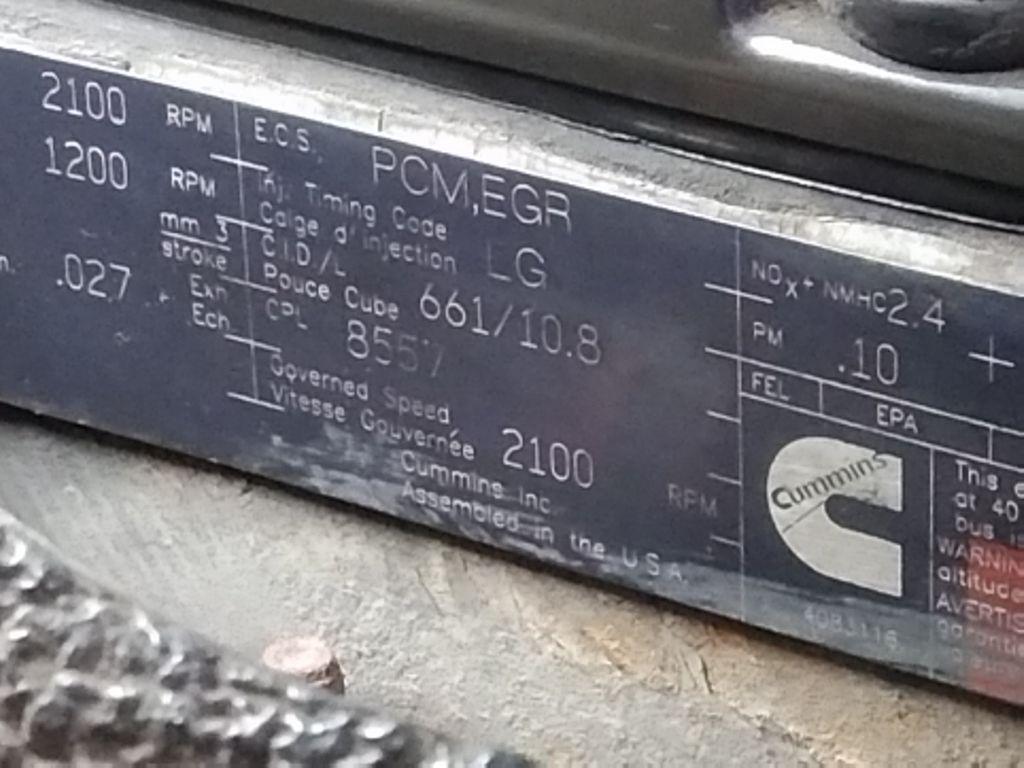 2100 RPM
1200 RPM
mm 3
stroke
.027
Exh
Ech
E.C.S. PCM,EGR
Inj. Timing Code
Calge d'injection LG
C.I.D/L
Pouce Cube 661/10.8
CPL 8557
Governed Speed
Vitesse Gouvernée 2100 RPM
Cummins Inc
Assembled in the U.S.A.
NOx+ NMHC 2.4
PM .10
FEL EPA
Cummins
4083116
This
at 40
bus
altitude